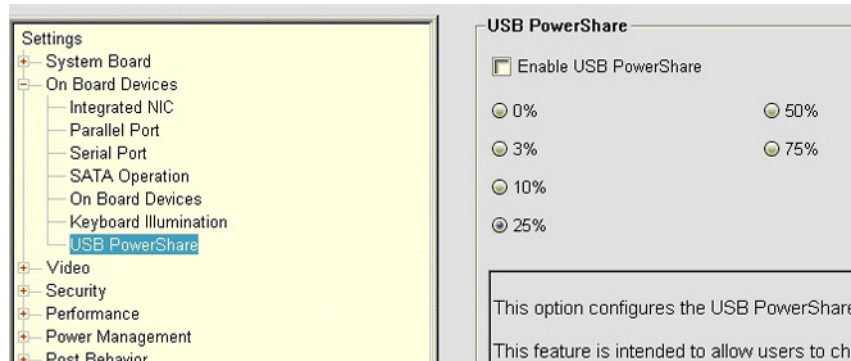 Settings
System Board
On Board Devices
Integrated NIC
Parallel Port
Serial Port
SATA Operation
On Board Devices
Keyboard Illumination
USB PowerShare
Video
Security
Performance
Power Management
Post Behavior
USB PowerShare
Enable USB PowerShare
0%
50%
3%
75%
10%
25%
This option configures the USB PowerShare
This feature is intended to allow users to ch